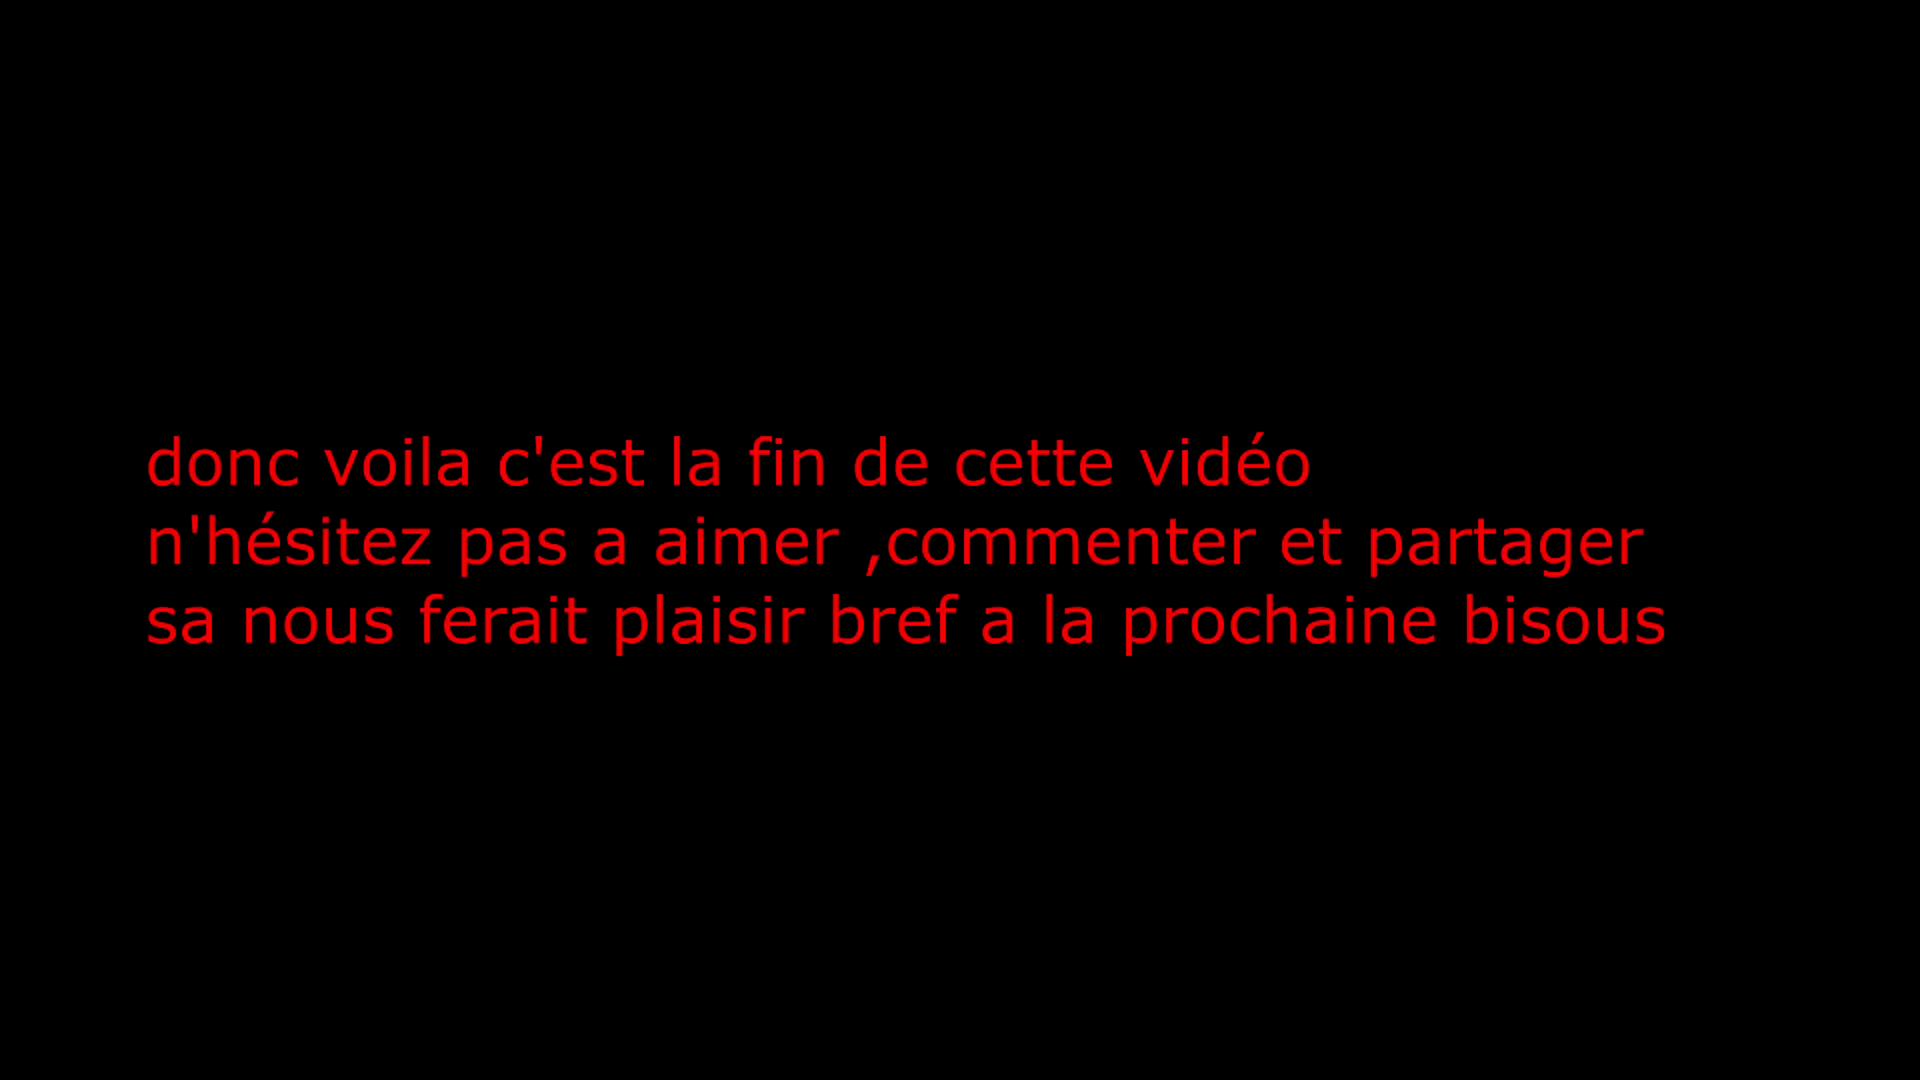 donc voila c'est la fin de cette vidéo
n'hésitez pas a aimer ,commenter et partager
sa nous ferait plaisir bref a la prochaine bisous